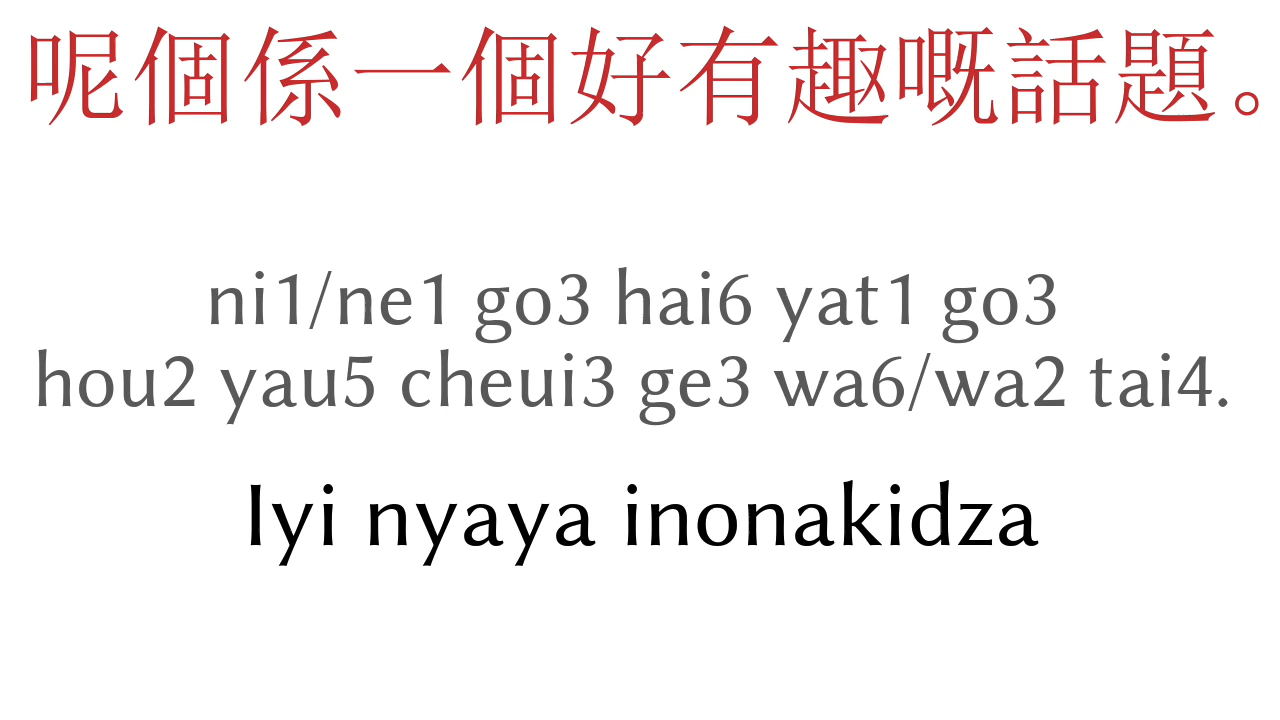 呢個係一個好有趣嘅話題。
ni1/ne1 go3 hai6 yat1 go3
hou2 yau5 cheui3 ge3 wa6/wa2 tai4.
Iyi nyaya inonakidza